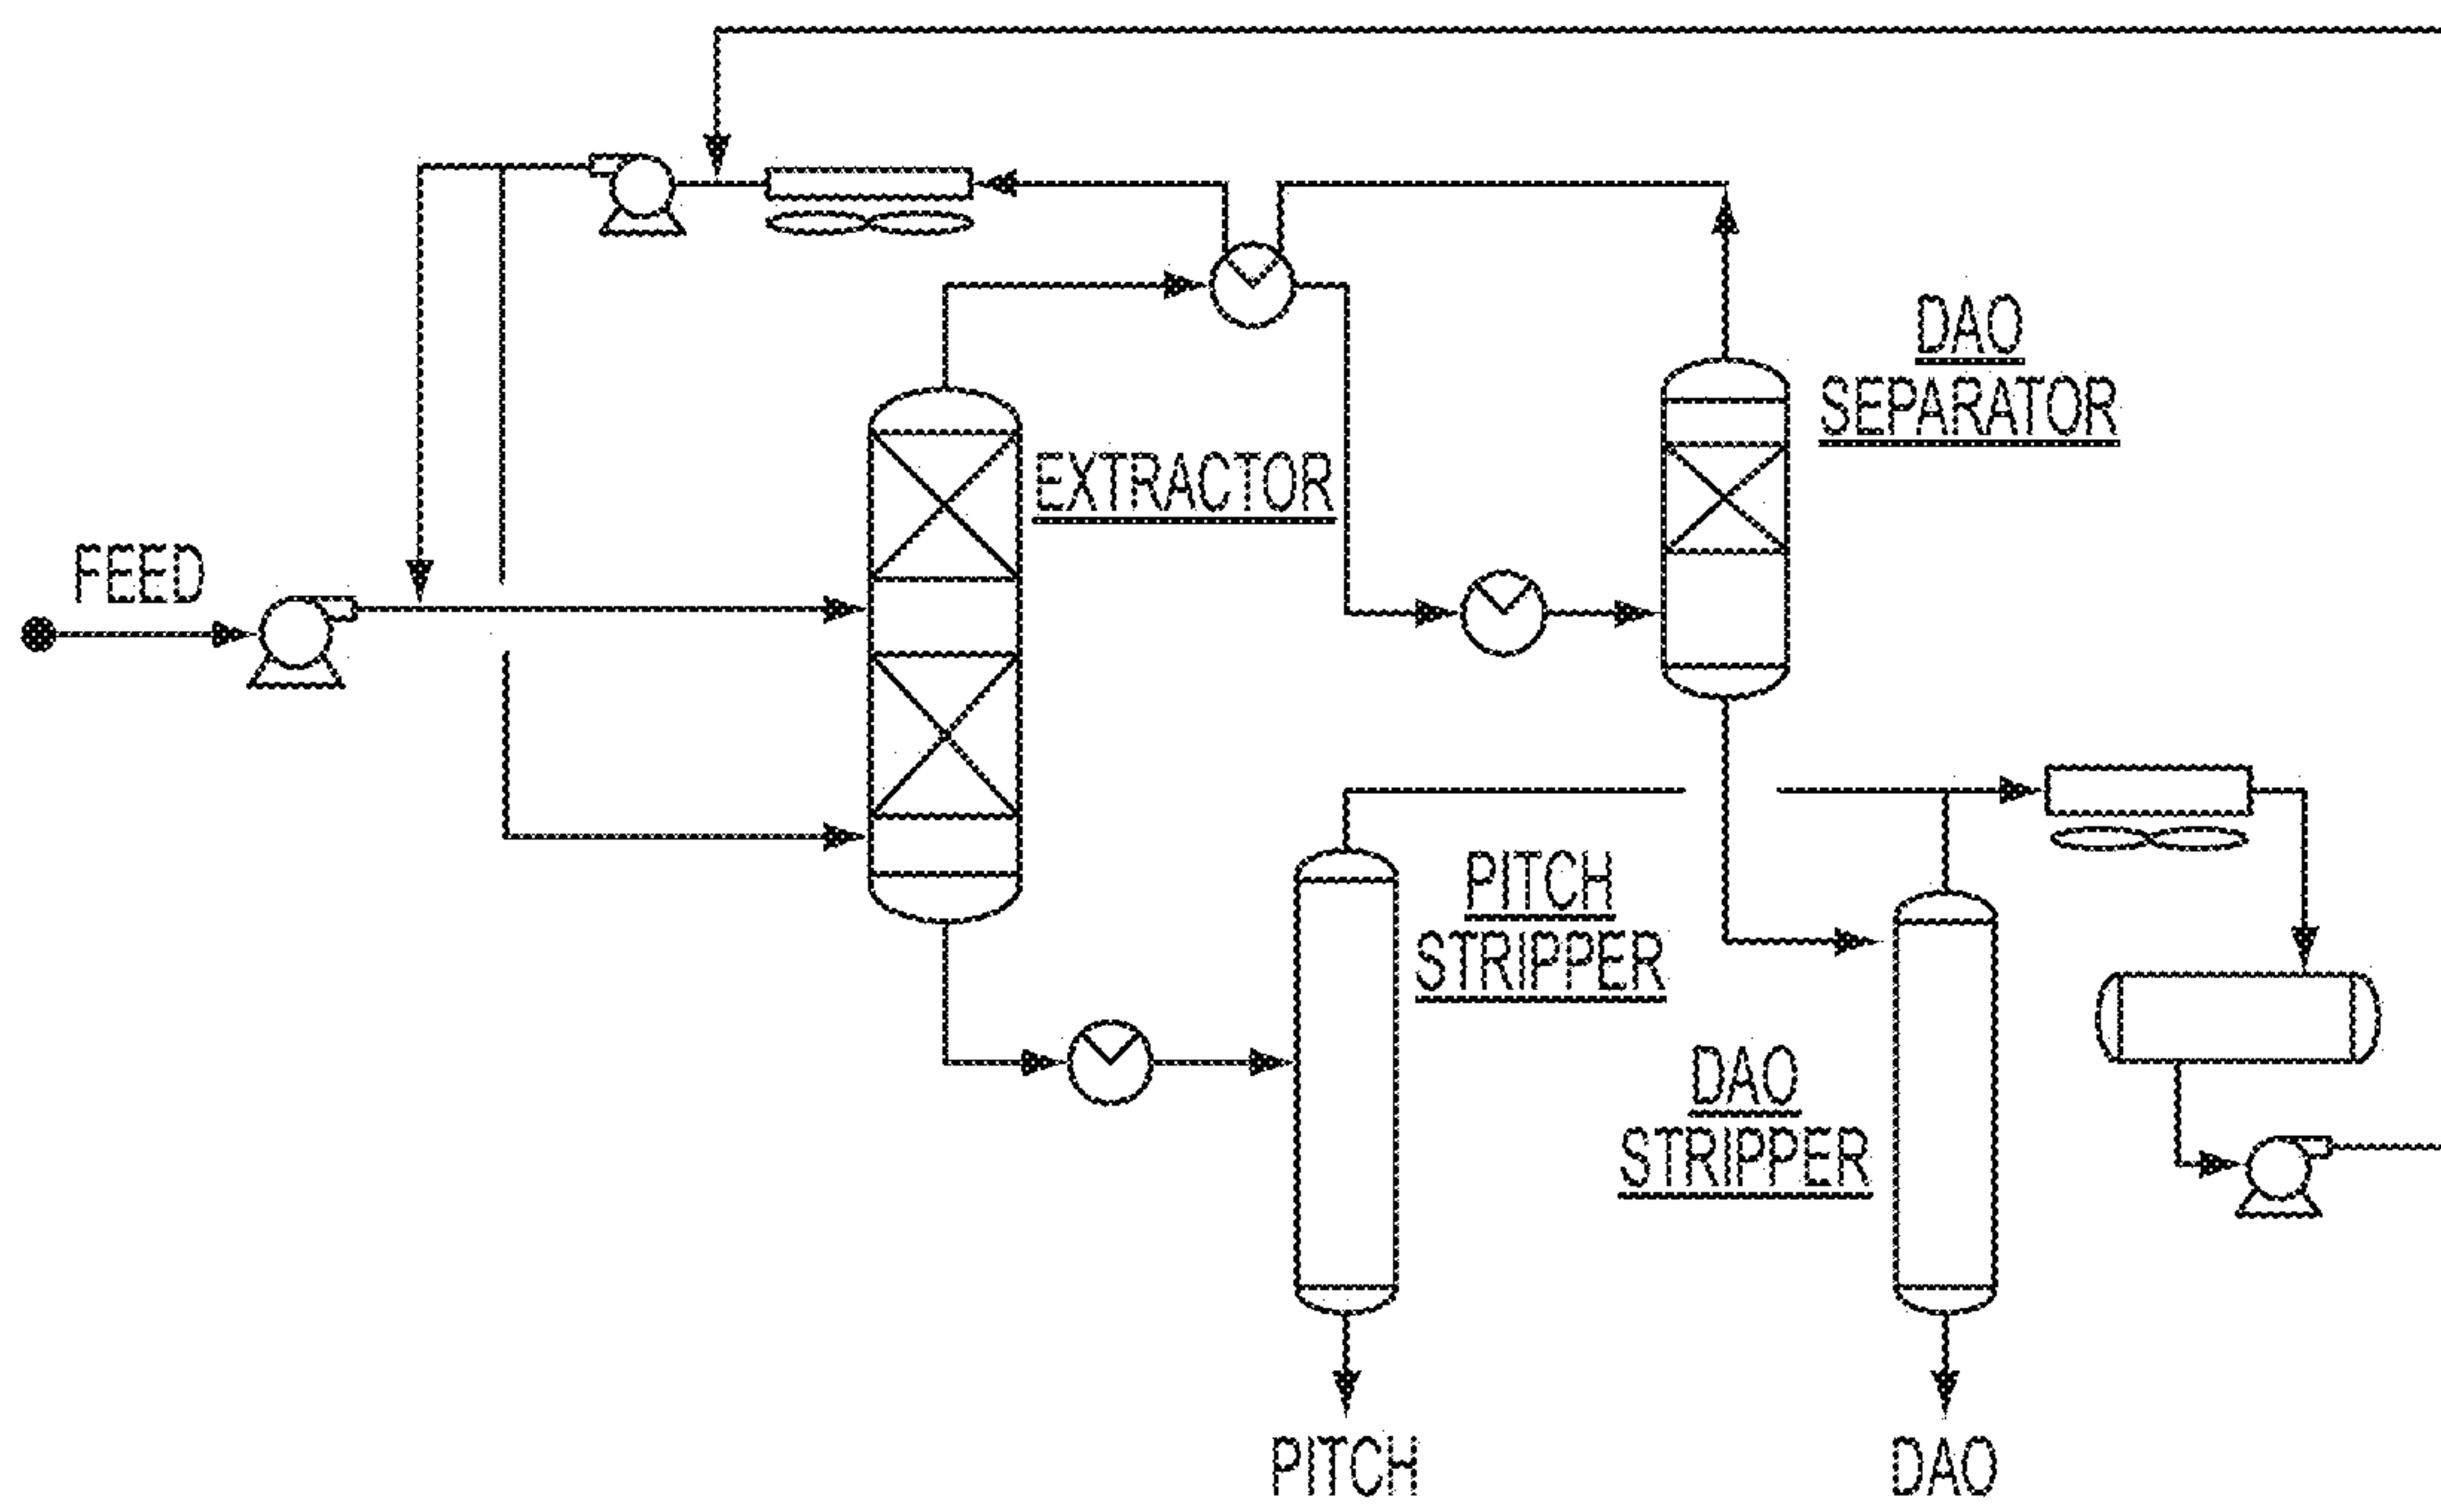 DAO
SEPARATOR
EXTRACTOR
FEED
PITCH
STRIPPER
DAO
STRIPPER
PITCH
DAO